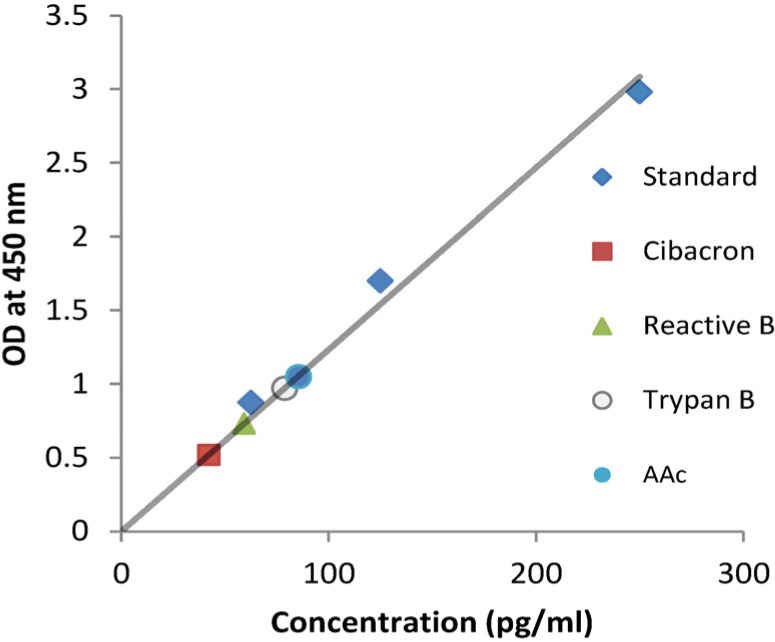 3.5
3
2.5
2
1.5
1
0.5
0
OD at 450 nm
0 100 200 300
Concentration (pg/ml)
Standard
Cibacron
Reactive B
Trypan B
AAc